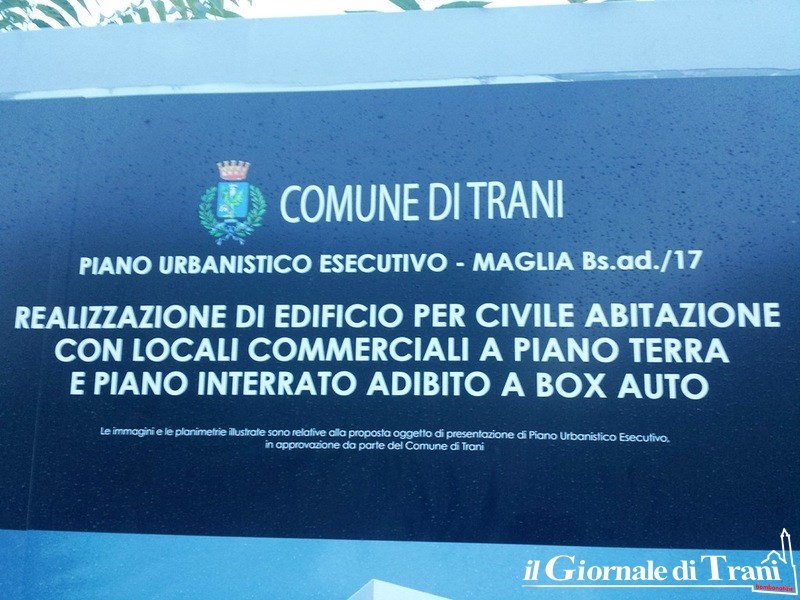 COMUNE DI TRANI
PIANO URBANISTICO ESECUTIVO - MAGLIA Bs.ad./17
REALIZZAZIONE DI EDIFICIO PER CIVILE ABITAZIONE
CON LOCALI COMMERCIALI A PIANO TERRA
E PIANO INTERRATO ADIBITO A BOX AUTO
Le immagini e le planimetrie illustrate sono relative alla proposta oggetto di presentazione di Piano Urbanistico Esecutivo,
in approvazione da parte del Comune di Trani
il Giornale di Trani